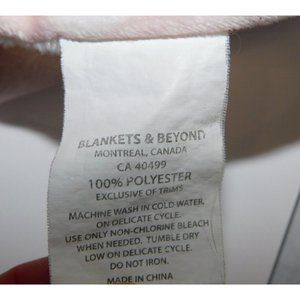 BLANKETS & BEYOND
MONTREAL, CANADA
CA 40499
100% POLYESTER
EXCLUSIVE OF TRIMS
MACHINE WASH IN COLD WATER
ON DELICATE CYCLE.
USE ONLY NON-CHLORINE BLEACH
WHEN NEEDED. TUMBLE DRY
LOW ON DELICATE CYCLE.
DO NOT IRON.
MADE IN CHINA